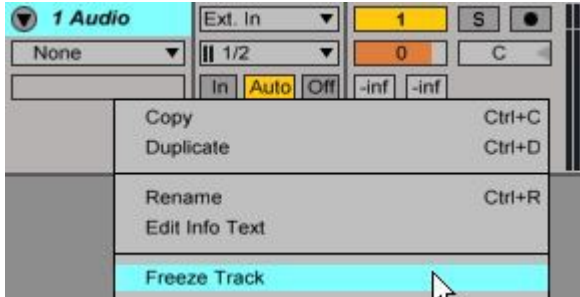 1 Audio Ext. In 1 S
None 1/2 0 C
In Auto Off -inf -inf
Copy Ctrl+C
Duplicate Ctrl+D
Rename Ctrl+R
Edit Info Text
Freeze Track